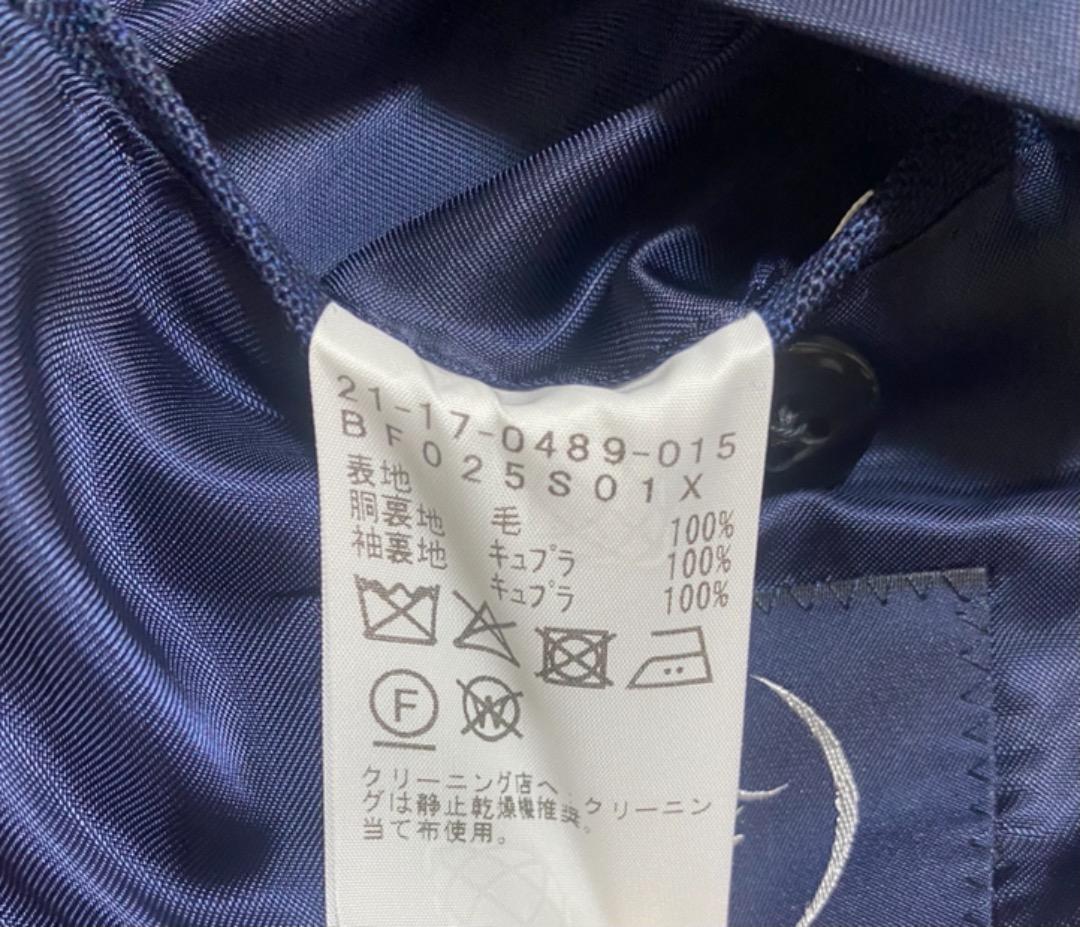 21-17-0489-015
BF025S01X
表地 毛 100%
胴裏地 キュプラ 100%
袖裏地 キュプラ 100%
F
W
クリーニング店へ.クリーニン
グは静止乾燥機推奨。
当て布使用。